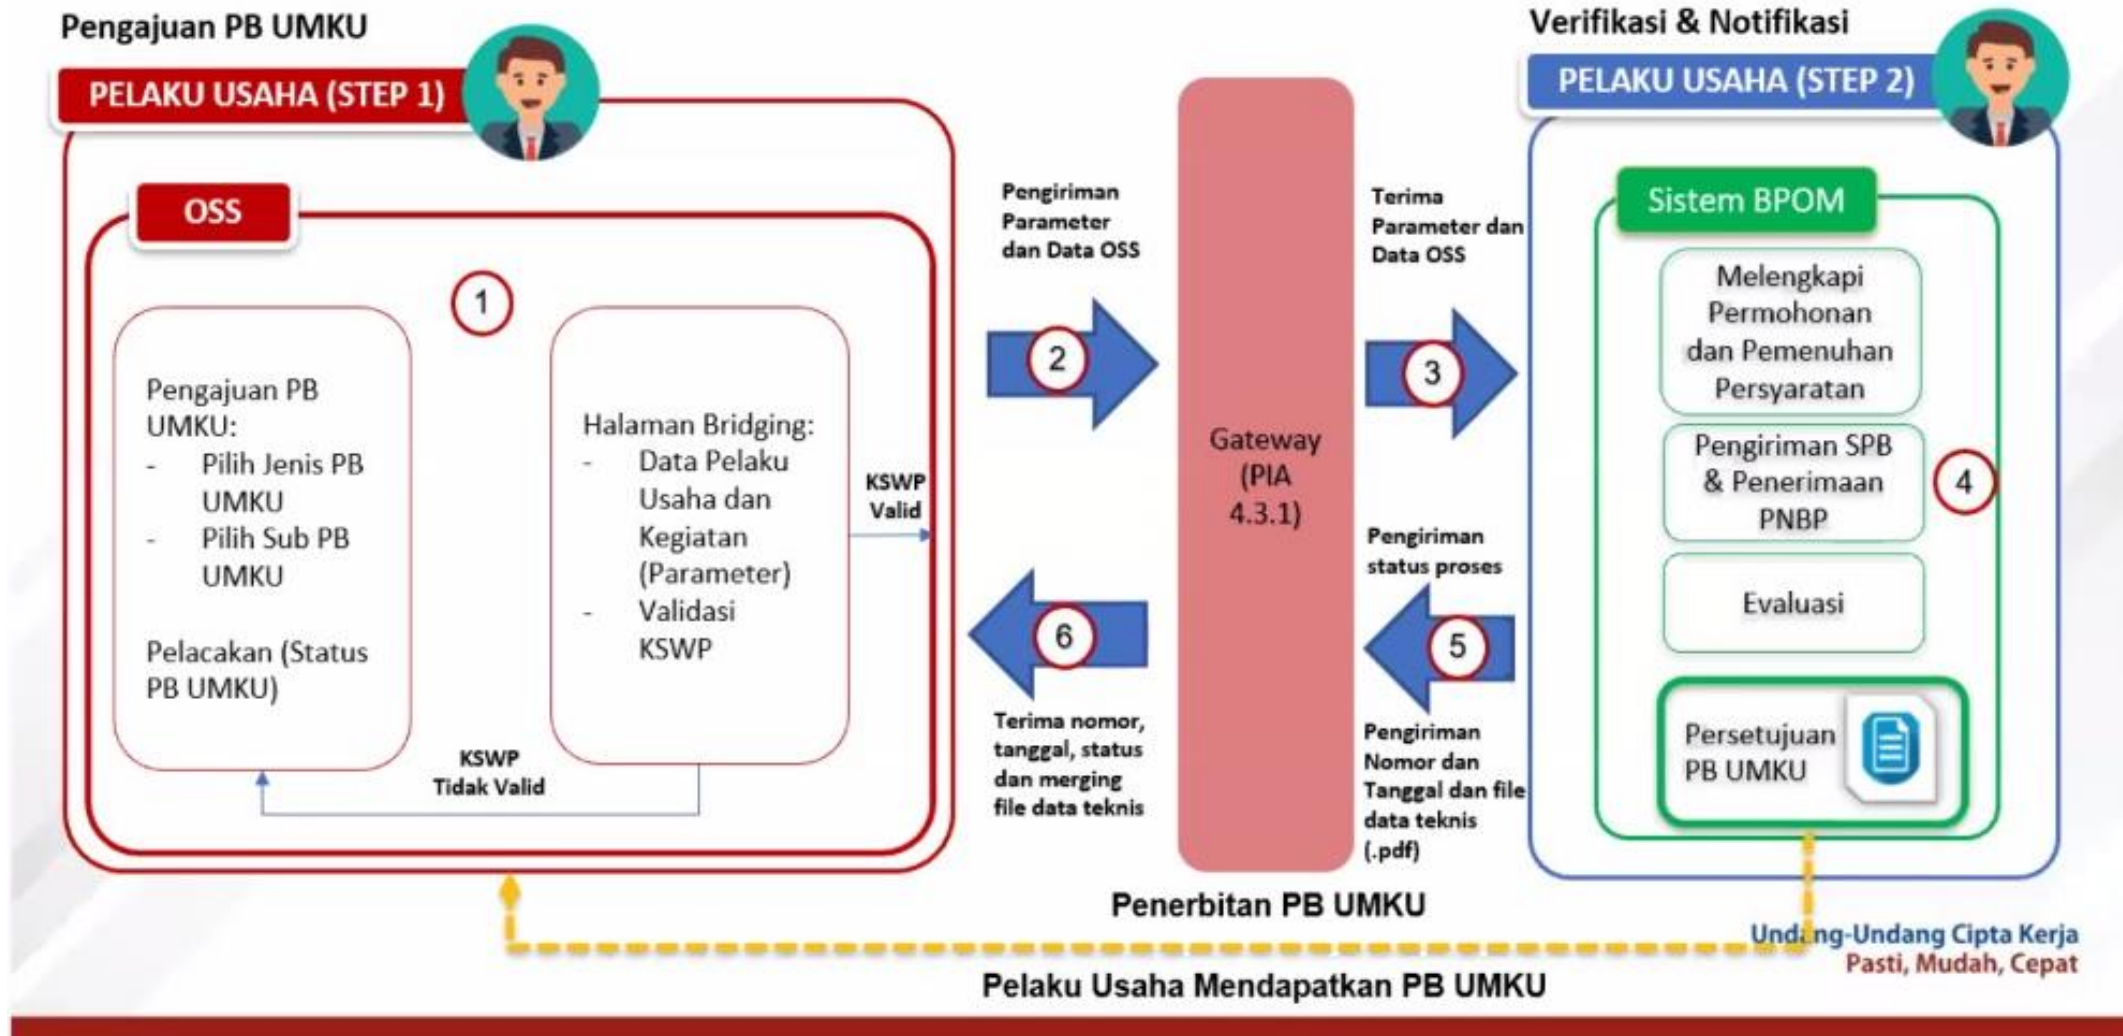 Pengajuan PB UMKU
PELAKU USAHA (STEP 1)
OSS
1
Pengajuan PB
UMKU:
- Pilih Jenis PB
UMKU
- Pilih Sub PB
UMKU
Pelacakan (Status
PB UMKU)
Halaman Bridging:
- Data Pelaku
Usaha dan
Kegiatan
(Parameter)
- Validasi
KSWP
KSWP
Valid
KSWP
Tidak Valid
Pengiriman
Parameter
dan Data OSS
2
6
Terima nomor,
tanggal, status
dan merging
file data teknis
Gateway
(PIA
4.3.1)
Terima
Parameter dan
Data OSS
3
Pengiriman
status proses
5
Pengiriman
Nomor dan
Tanggal dan file
data teknis
(.pdf)
Verifikasi & Notifikasi
PELAKU USAHA (STEP 2)
Sistem BPOM
Melengkapi
Permohonan
dan Pemenuhan
Persyaratan
Pengiriman SPB
& Penerimaan
PNBP
4
Evaluasi
Persetujuan
PB UMKU
Penerbitan PB UMKU
Pelaku Usaha Mendapatkan PB UMKU
Undang-Undang Cipta Kerja
Pasti, Mudah, Cepat